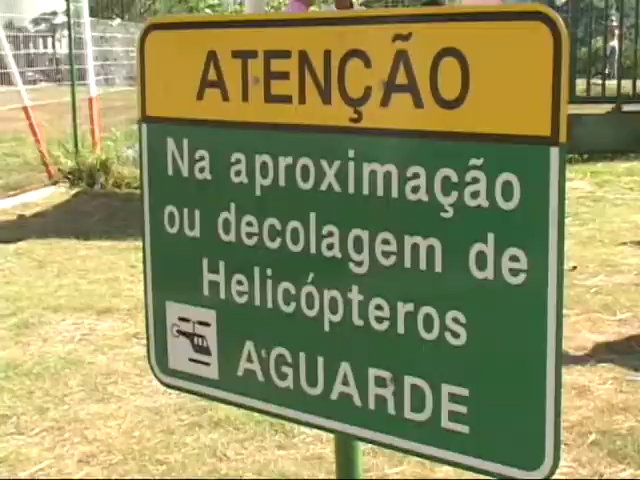 ATENÇÃO
Na aproximação
ou decolagem de
Helicópteros
AGUARDE